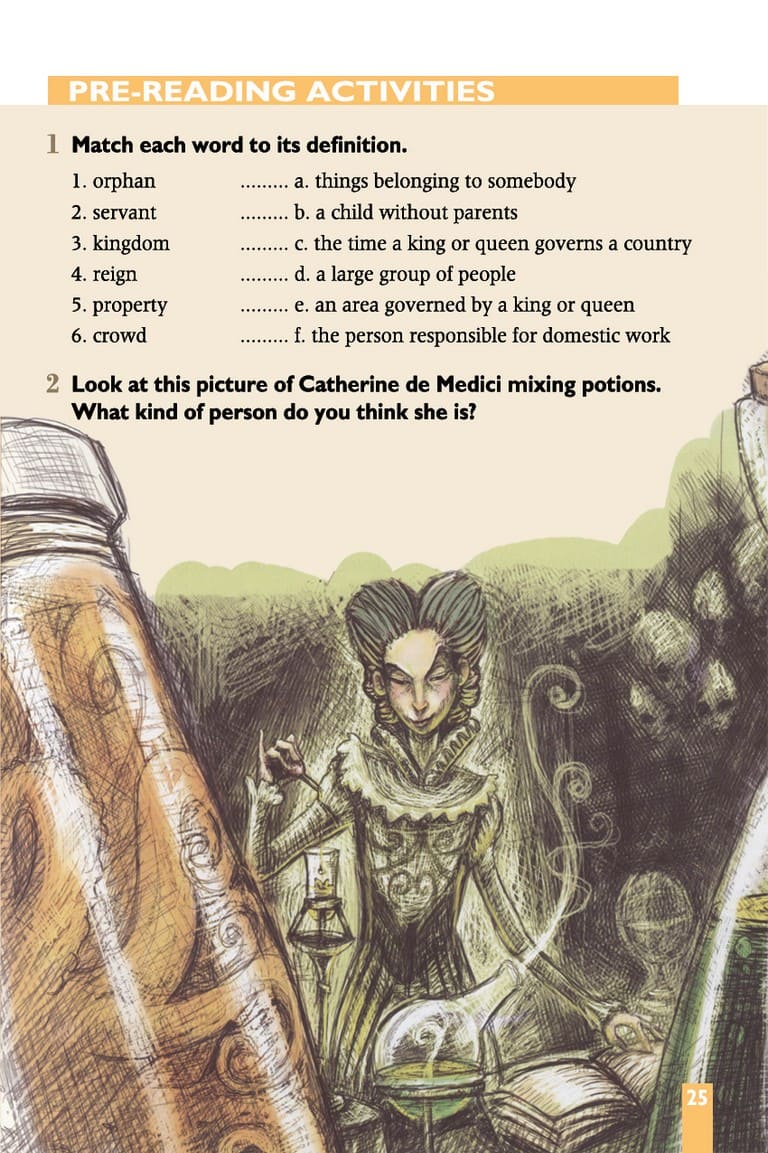 PRE-READING ACTIVITIES
1 Match each word to its definition.
1. orphan ......... a. things belonging to somebody
2. servant ......... b. a child without parents
3. kingdom ......... c. the time a king or queen governs a country
4. reign ......... d. a large group of people
5. property ......... e. an area governed by a king or queen
6. crowd ......... f. the person responsible for domestic work
2 Look at this picture of Catherine de Medici mixing potions.
What kind of person do you think she is?
25